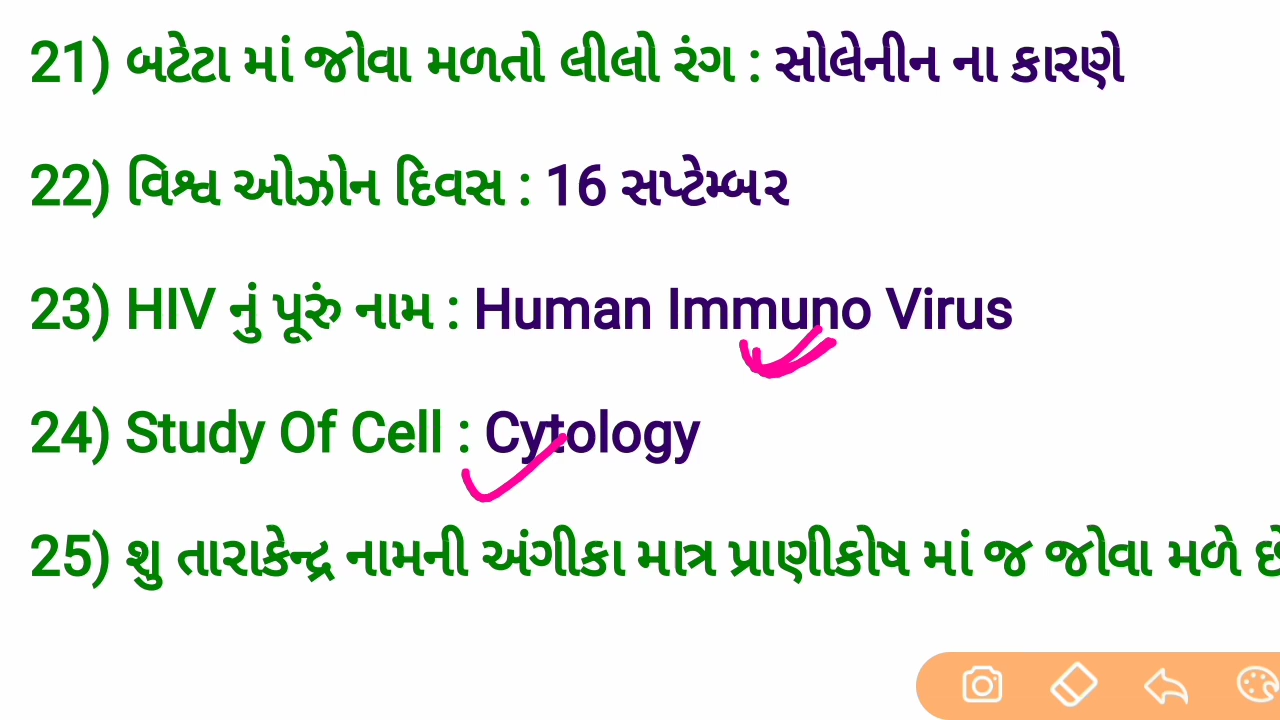 21) બટેટા માં જોવા મળતો લીલો રંગ : સોલેનીન ના કારણે
22) વિશ્વ ઓઝોન દિવસ : 16 સપ્ટેમ્બર
23) HIV નું પૂરું નામ : Human Immuno Virus
24) Study Of Cell : Cytology
25) શુ તારાકેન્દ્ર નામની અંગીકા માત્ર પ્રાણીકોષ માં જ જોવા મળે છે